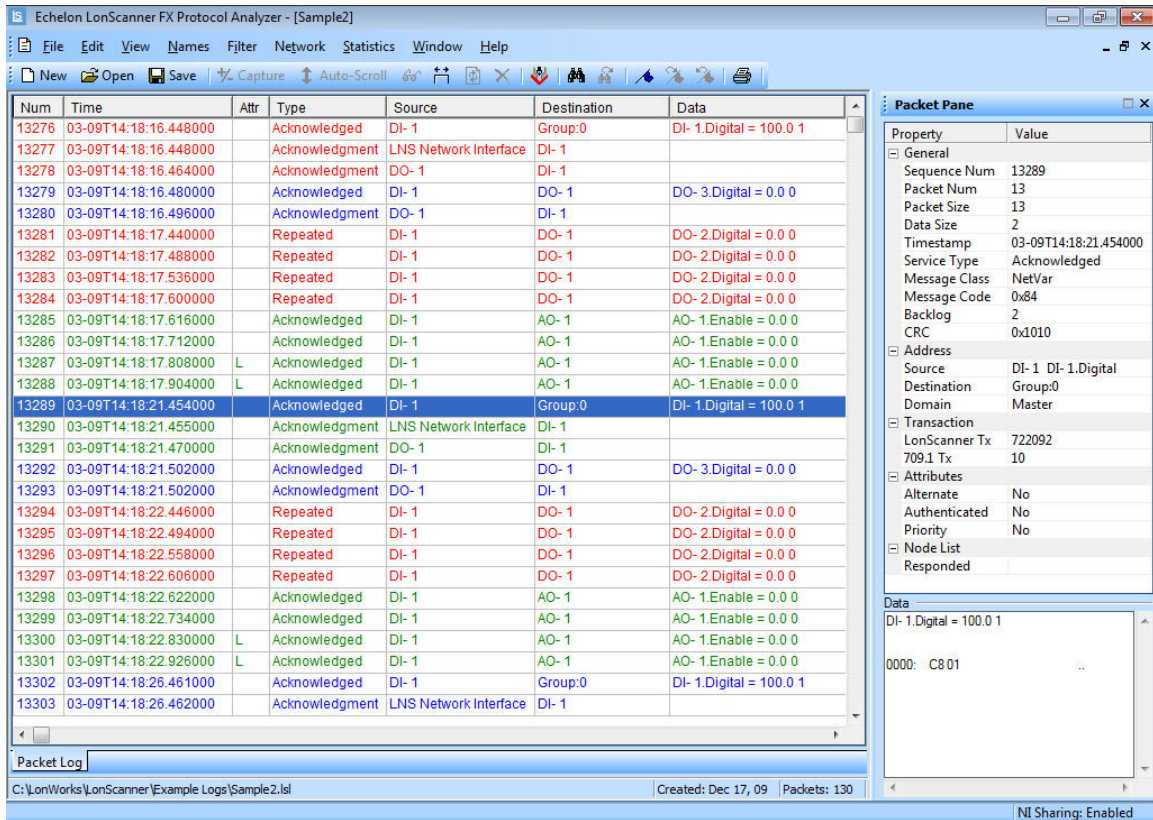 Echelon LonScanner FX Protocol Analyzer - [Sample2]
File Edit View Names Filter Network Statistics Window Help
New Open Save Capture Auto-Scroll
Num Time Attr Type Source Destination Data
13276 03-09T14:18:16.448000 Acknowledged DI- 1 Group:0 DI- 1.Digital = 100.0 1
13277 03-09T14:18:16.448000 Acknowledgment LNS Network Interface DI- 1
13278 03-09T14:18:16.464000 Acknowledgment DO- 1 DI- 1
13279 03-09T14:18:16.480000 Acknowledged DI- 1 DO- 1 DO- 3.Digital = 0.0 0
13280 03-09T14:18:16.496000 Acknowledgment DO- 1 DI- 1
13281 03-09T14:18:17.440000 Repeated DI- 1 DO- 1 DO- 2.Digital = 0.0 0
13282 03-09T14:18:17.488000 Repeated DI- 1 DO- 1 DO- 2.Digital = 0.0 0
13283 03-09T14:18:17.536000 Repeated DI- 1 DO- 1 DO- 2.Digital = 0.0 0
13284 03-09T14:18:17.600000 Repeated DI- 1 DO- 1 DO- 2.Digital = 0.0 0
13285 03-09T14:18:17.616000 Acknowledged DI- 1 AO- 1 AO- 1.Enable = 0.0 0
13286 03-09T14:18:17.712000 Acknowledged DI- 1 AO- 1 AO- 1.Enable = 0.0 0
13287 03-09T14:18:17.808000 L Acknowledged DI- 1 AO- 1 AO- 1.Enable = 0.0 0
13288 03-09T14:18:17.904000 L Acknowledged DI- 1 AO- 1 AO- 1.Enable = 0.0 0
13289 03-09T14:18:21.454000 Acknowledged DI- 1 Group:0 DI- 1.Digital = 100.0 1
13290 03-09T14:18:21.455000 Acknowledgment LNS Network Interface DI- 1
13291 03-09T14:18:21.470000 Acknowledgment DO- 1 DI- 1
13292 03-09T14:18:21.502000 Acknowledged DI- 1 DO- 1 DO- 3.Digital = 0.0 0
13293 03-09T14:18:21.502000 Acknowledgment DO- 1 DI- 1
13294 03-09T14:18:22.446000 Repeated DI- 1 DO- 1 DO- 2.Digital = 0.0 0
13295 03-09T14:18:22.494000 Repeated DI- 1 DO- 1 DO- 2.Digital = 0.0 0
13296 03-09T14:18:22.558000 Repeated DI- 1 DO- 1 DO- 2.Digital = 0.0 0
13297 03-09T14:18:22.606000 Repeated DI- 1 DO- 1 DO- 2.Digital = 0.0 0
13298 03-09T14:18:22.622000 Acknowledged DI- 1 AO- 1 AO- 1.Enable = 0.0 0
13299 03-09T14:18:22.734000 Acknowledged DI- 1 AO- 1 AO- 1.Enable = 0.0 0
13300 03-09T14:18:22.830000 L Acknowledged DI- 1 AO- 1 AO- 1.Enable = 0.0 0
13301 03-09T14:18:22.926000 L Acknowledged DI- 1 AO- 1 AO- 1.Enable = 0.0 0
13302 03-09T14:18:26.461000 Acknowledged DI- 1 Group:0 DI- 1.Digital = 100.0 1
13303 03-09T14:18:26.462000 Acknowledgment LNS Network Interface DI- 1
Packet Log
Packet Pane
Property Value
General
Sequence Num 13289
Packet Num 13
Packet Size 13
Data Size 2
Timestamp 03-09T14:18:21.454000
Service Type Acknowledged
Message Class NetVar
Message Code 0x84
Backlog 2
CRC 0x1010
Address
Source DI- 1 DI- 1.Digital
Destination Group:0
Domain Master
Transaction
LonScanner Tx 722092
709.1 Tx 10
Attributes
Alternate No
Authenticated No
Priority No
Node List
Responded
Data
DI- 1.Digital = 100.0 1
0000: C8 01 ..
C:\LonWorks\LonScanner\Example Logs\Sample2.lsl Created: Dec 17, 09 Packets: 130
NI Sharing: Enabled